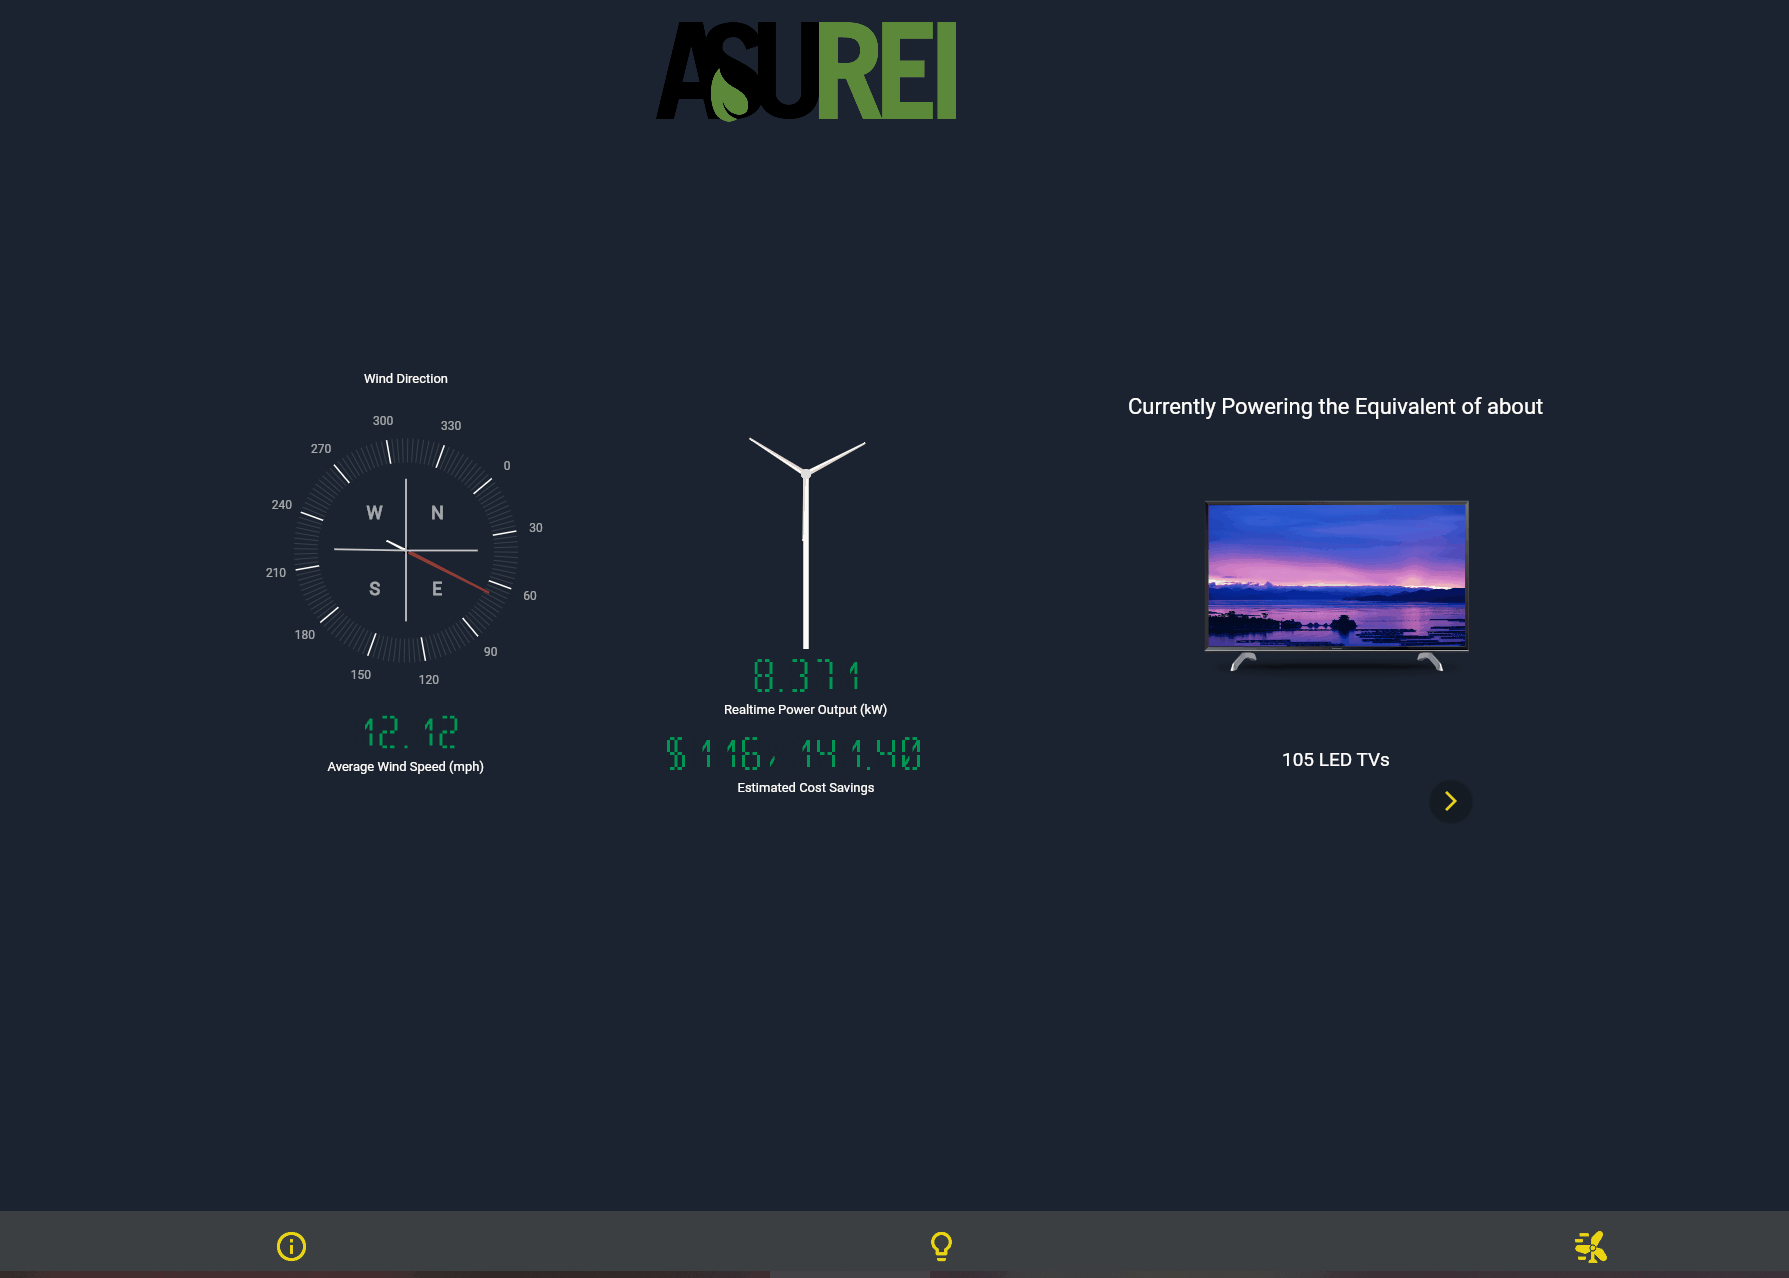 ASUREI
Wind Direction
300
330
270
0
240
W
N
30
210
S
E
60
180
90
150
120
12.12
Average Wind Speed (mph)
8.371
Realtime Power Output (kW)
$116,141.40
Estimated Cost Savings
Currently Powering the Equivalent of about
105 LED TVs